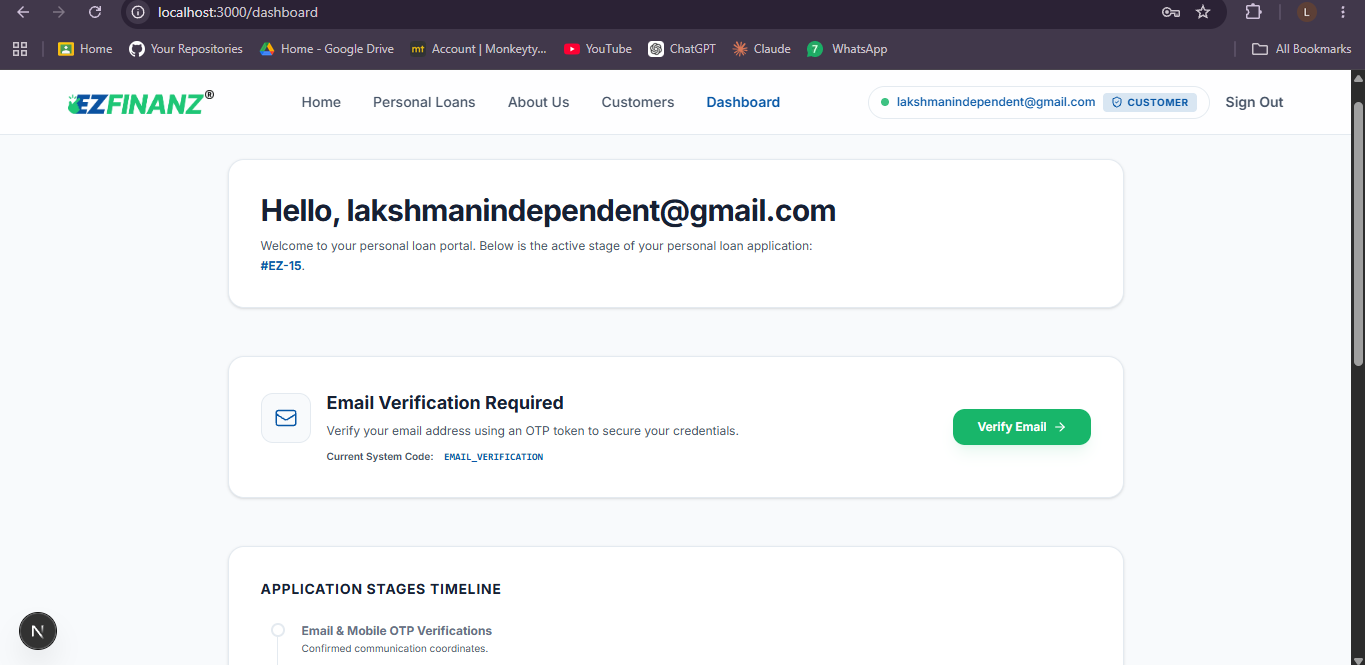 localhost:3000/dashboard
L
Home
Your Repositories
Home - Google Drive
mt Account | Monkeyty...
YouTube
ChatGPT
Claude
7 WhatsApp
All Bookmarks
EZFINANZ®
Home
Personal Loans
About Us
Customers
Dashboard
lakshmanindependent@gmail.com
CUSTOMER
Sign Out
Hello, lakshmanindependent@gmail.com
Welcome to your personal loan portal. Below is the active stage of your personal loan application:
#EZ-15.
Email Verification Required
Verify your email address using an OTP token to secure your credentials.
Current System Code: EMAIL_VERIFICATION
Verify Email →
APPLICATION STAGES TIMELINE
Email & Mobile OTP Verifications
Confirmed communication coordinates.
N